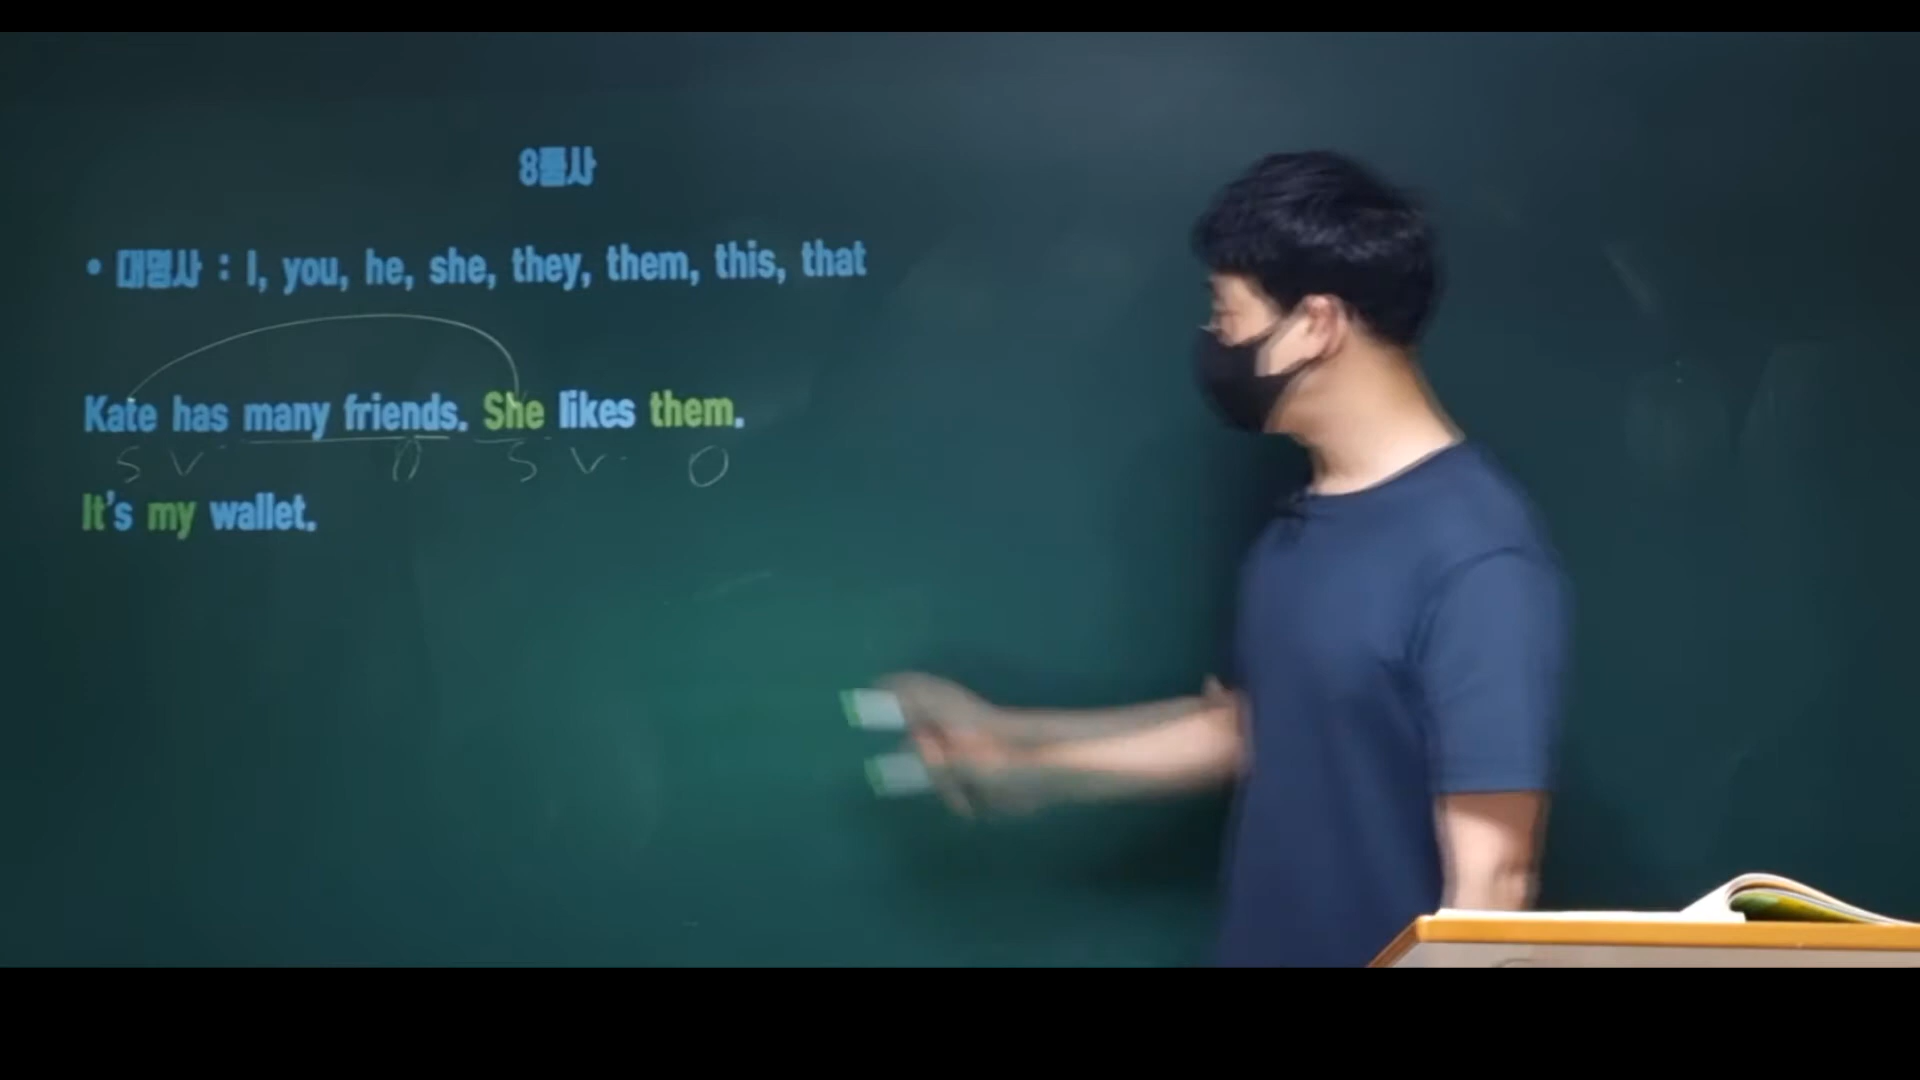 8품사
• 대명사 : I, you, he, she, they, them, this, that
Kate has many friends. She likes them.
S V O S V O
It's my wallet.